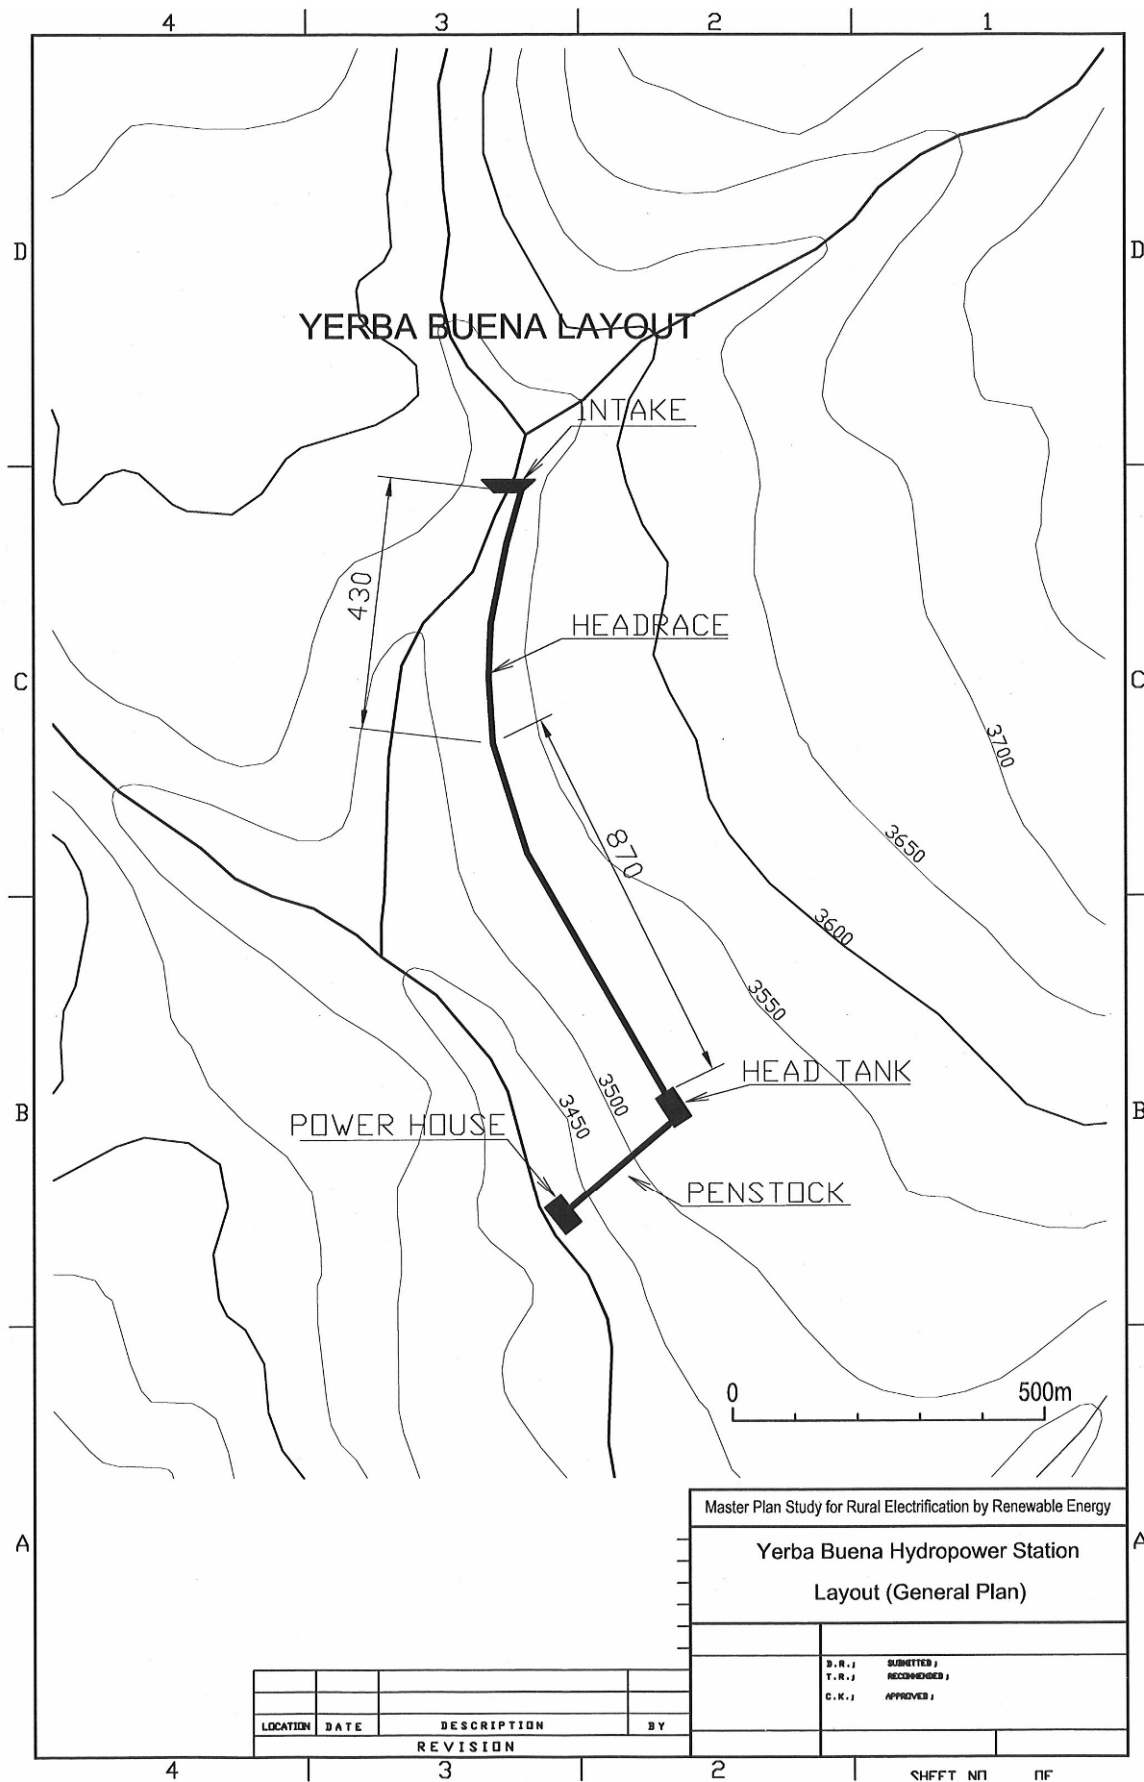 4 3 2 1
D D
YERBA BUENA LAYOUT
INTAKE
430
HEADRACE
C C
3700
870
3650
3600
3550
HEAD TANK
3500
3450
B B
POWER HOUSE
PENSTOCK
0 500m
Master Plan Study for Rural Electrification by Renewable Energy
A A
Yerba Buena Hydropower Station
Layout (General Plan)
D.R.; SUBMITTED;
T.R.; RECOMMENDED;
C.K.; APPROVED;
LOCATION DATE DESCRIPTION BY
REVISION
4 3 2
SHEET NO OF